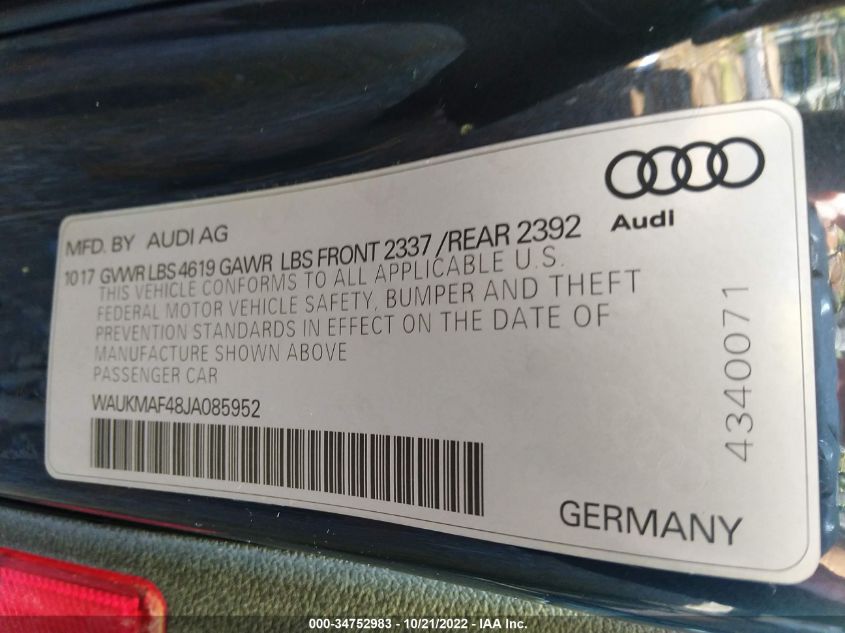 Audi
MFD. BY AUDI AG
10 17 GVWR LBS 4619 GAWR LBS FRONT 2337 /REAR 2392
THIS VEHICLE CONFORMS TO ALL APPLICABLE U.S.
FEDERAL MOTOR VEHICLE SAFETY, BUMPER AND THEFT
PREVENTION STANDARDS IN EFFECT ON THE DATE OF
MANUFACTURE SHOWN ABOVE
PASSENGER CAR
WAUKMAF48JA085952
4340071
GERMANY
000-34752983 - 10/21/2022 - IAA Inc.